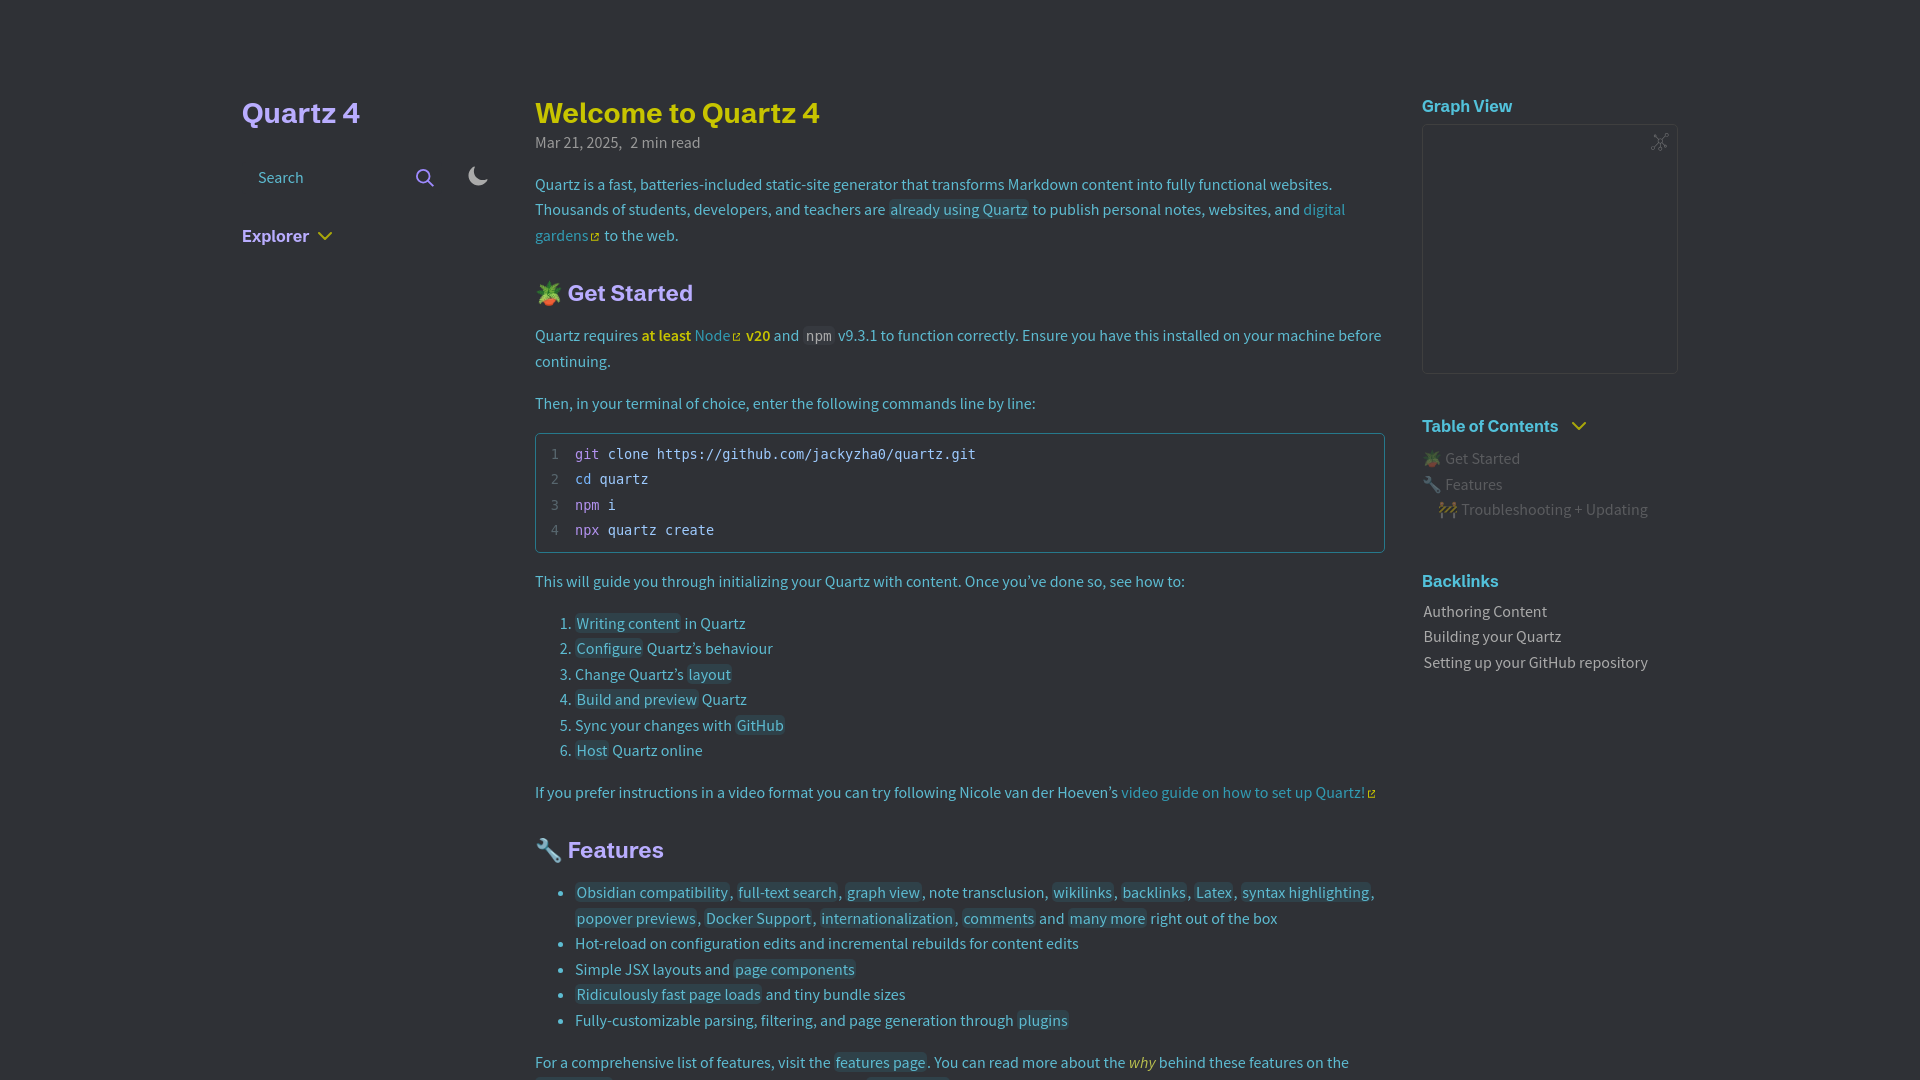 Quartz 4
Search
Explorer
Welcome to Quartz 4
Mar 21, 2025, 2 min read
Quartz is a fast, batteries-included static-site generator that transforms Markdown content into fully functional websites.
Thousands of students, developers, and teachers are already using Quartz to publish personal notes, websites, and digital
gardens to the web.
🪴 Get Started
Quartz requires at least Node v20 and npm v9.3.1 to function correctly. Ensure you have this installed on your machine before
continuing.
Then, in your terminal of choice, enter the following commands line by line:
1 git clone https://github.com/jackyzha0/quartz.git
2 cd quartz
3 npm i
4 npx quartz create
This will guide you through initializing your Quartz with content. Once you’ve done so, see how to:
1. Writing content in Quartz
2. Configure Quartz’s behaviour
3. Change Quartz’s layout
4. Build and preview Quartz
5. Sync your changes with GitHub
6. Host Quartz online
If you prefer instructions in a video format you can try following Nicole van der Hoeven’s video guide on how to set up Quartz!
🔧 Features
• Obsidian compatibility, full-text search, graph view, note transclusion, wikilinks, backlinks, Latex, syntax highlighting,
popover previews, Docker Support, internationalization, comments and many more right out of the box
• Hot-reload on configuration edits and incremental rebuilds for content edits
• Simple JSX layouts and page components
• Ridiculously fast page loads and tiny bundle sizes
• Fully-customizable parsing, filtering, and page generation through plugins
For a comprehensive list of features, visit the features page. You can read more about the why behind these features on the
Graph View
Table of Contents
🪴 Get Started
🔧 Features
🚧 Troubleshooting + Updating
Backlinks
Authoring Content
Building your Quartz
Setting up your GitHub repository